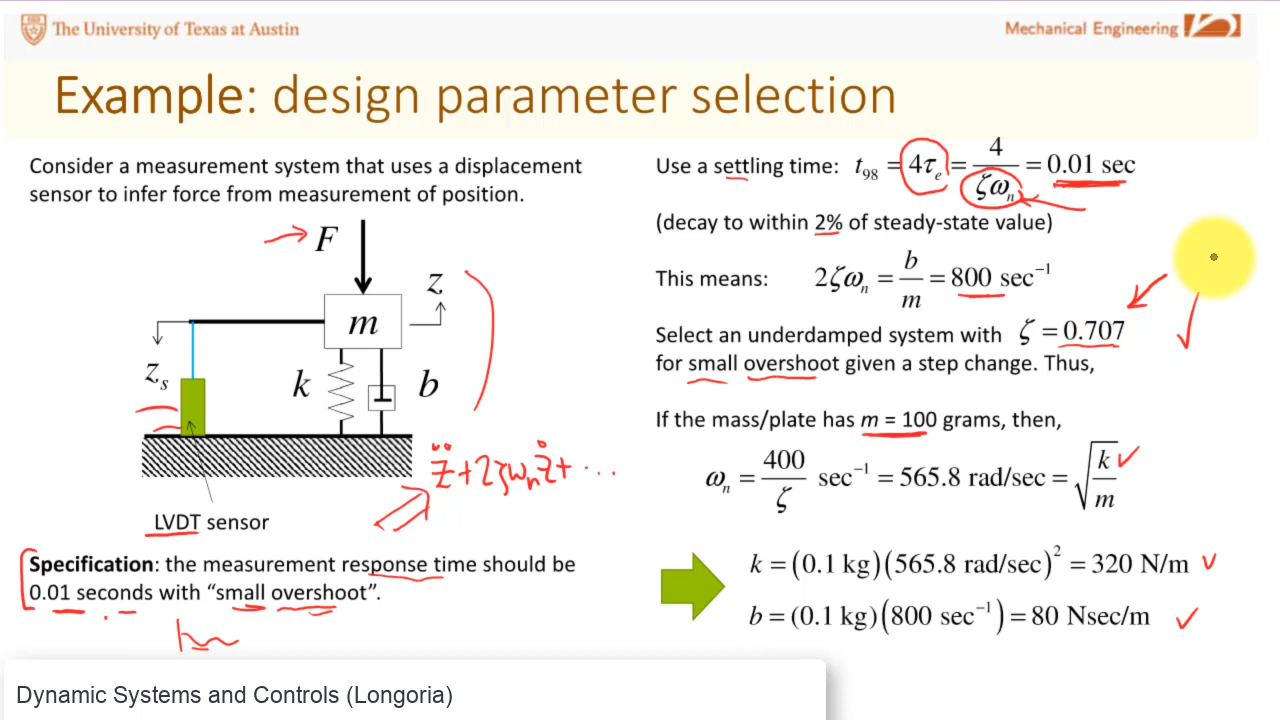 The University of Texas at Austin
Mechanical Engineering
Example: design parameter selection
Consider a measurement system that uses a displacement
sensor to infer force from measurement of position.
F
z
m
z_s
k
b
z̈ + 2ζω_n ż + ...
LVDT sensor
Specification: the measurement response time should be
0.01 seconds with “small overshoot”.
Use a settling time: t_98 = 4τ_e = 4/(ζω_n) = 0.01 sec
(decay to within 2% of steady-state value)
This means: 2ζω_n = b/m = 800 sec⁻¹
Select an underdamped system with ζ = 0.707
for small overshoot given a step change. Thus,
If the mass/plate has m = 100 grams, then,
ω_n = 400/ζ sec⁻¹ = 565.8 rad/sec = √(k/m)
k = (0.1 kg)(565.8 rad/sec)² = 320 N/m
b = (0.1 kg)(800 sec⁻¹) = 80 Nsec/m
Dynamic Systems and Controls (Longoria)